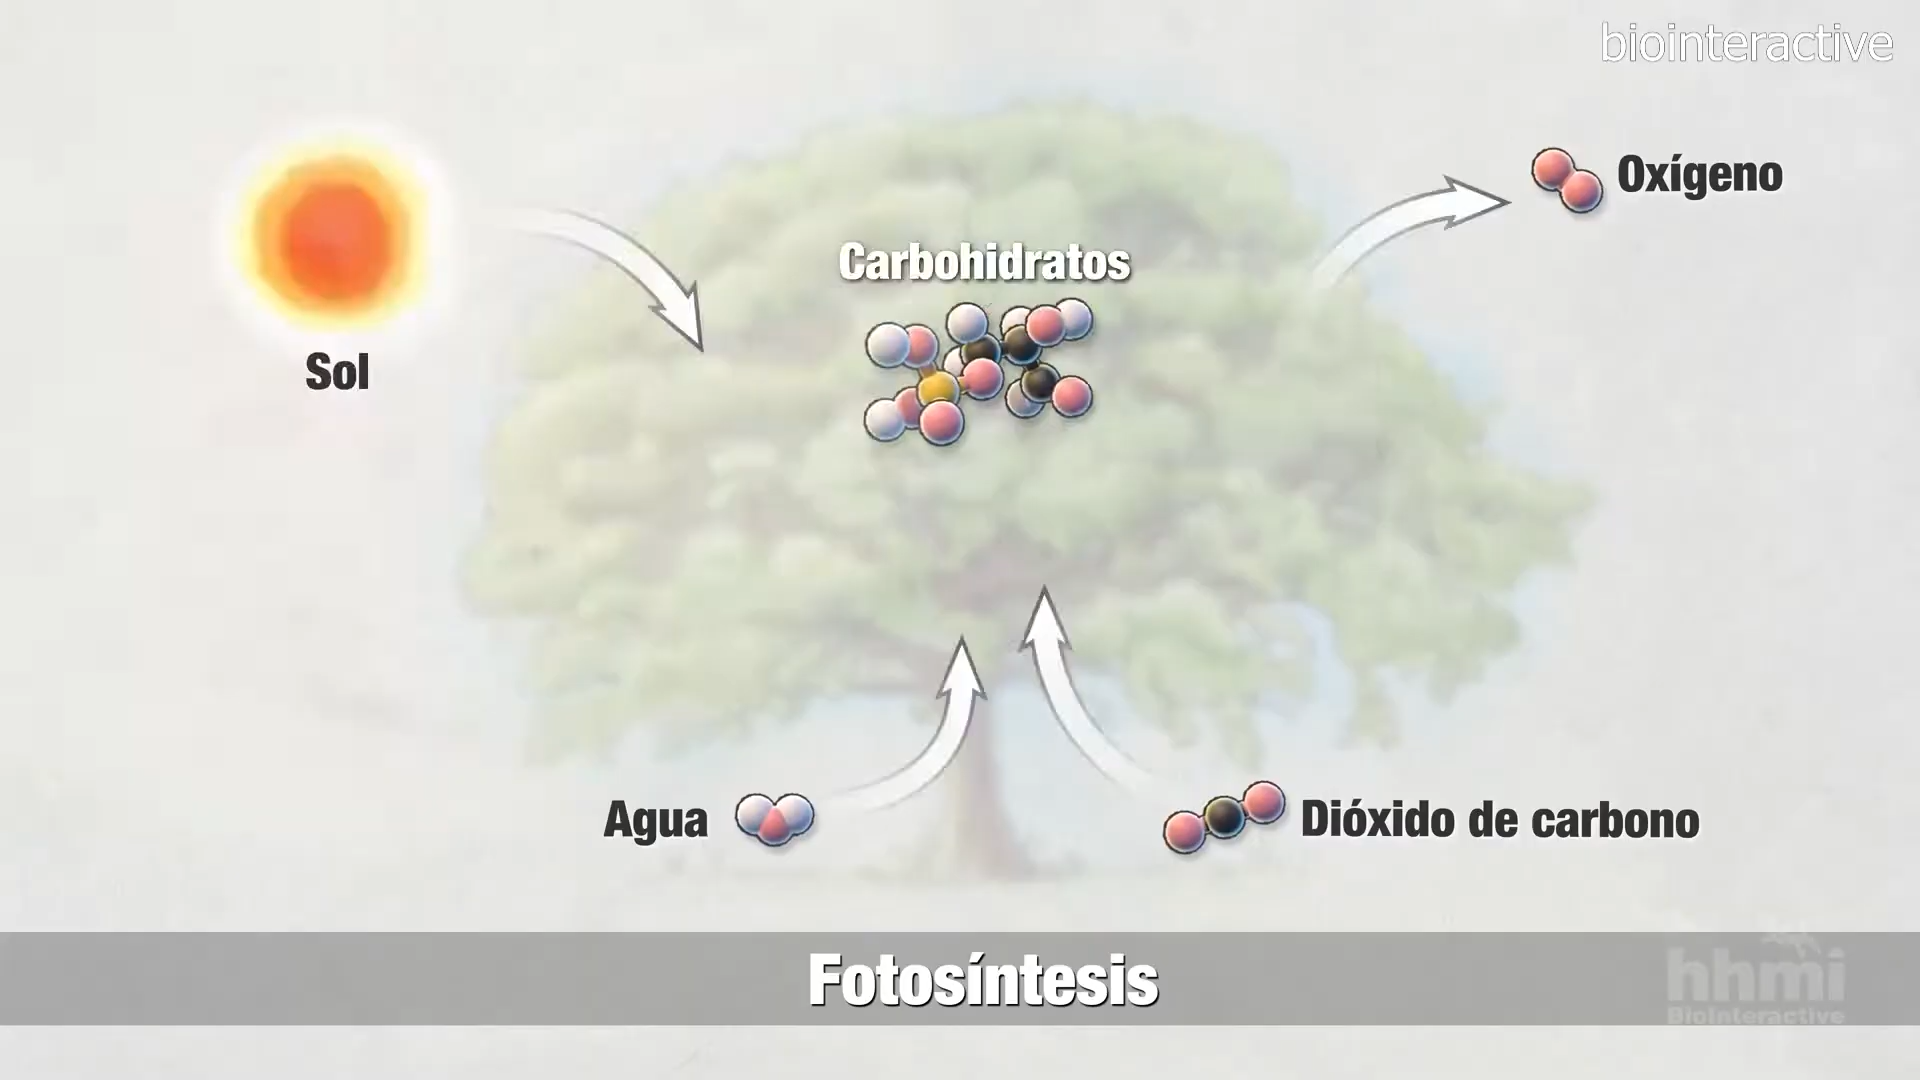 biointeractive
Oxígeno
Carbohidratos
Sol
Agua
Dióxido de carbono
Fotosíntesis
hhmi
BioInteractive